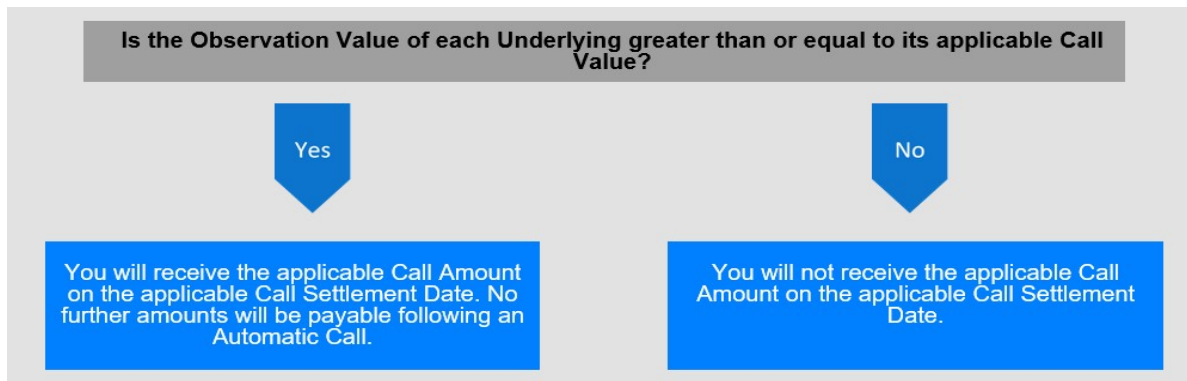 Is the Observation Value of each Underlying greater than or equal to its applicable Call
Value?
Yes
No
You will receive the applicable Call Amount
on the applicable Call Settlement Date. No
further amounts will be payable following an
Automatic Call.
You will not receive the applicable Call
Amount on the applicable Call Settlement
Date.